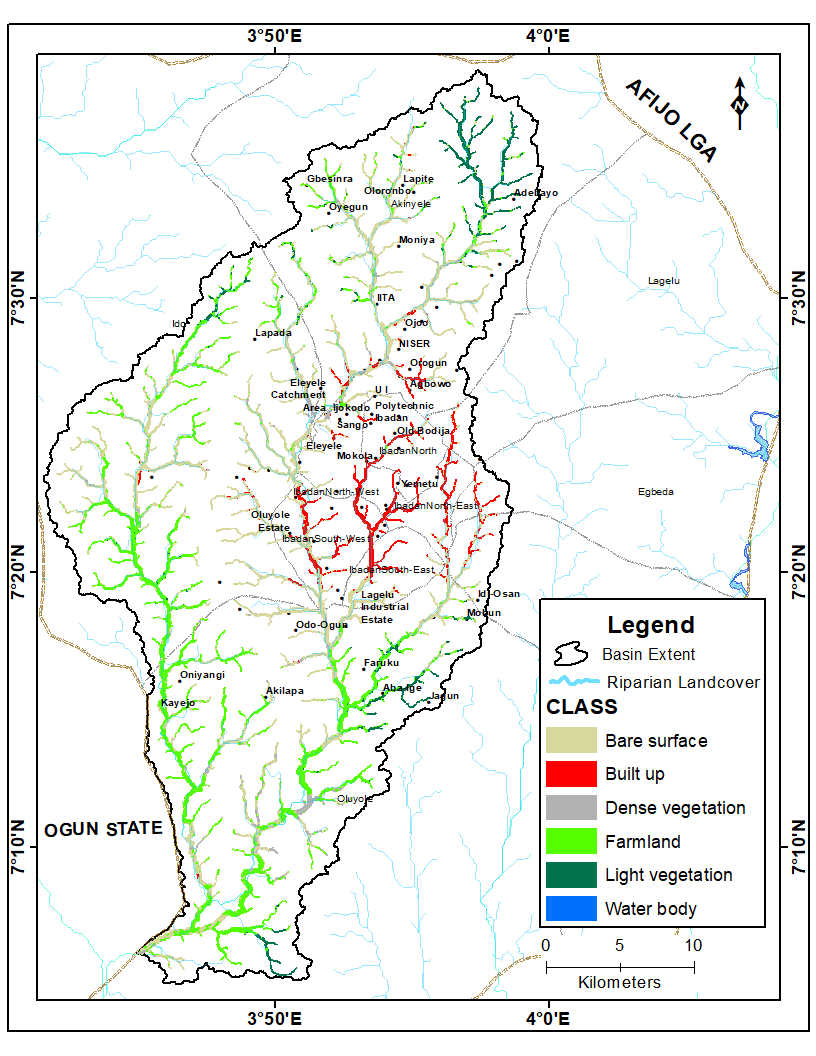 3°50'E
4°0'E
AFIJO LGA
N
Gbesinra
Lapite
Oloronbo
Akinyele
Adebayo
Oyegun
Moniya
Lagelu
7°30'N
7°30'N
IITA
Ido
Ojoo
Lapada
NISER
Orogun
Eleyele
Catchment
Area
Agbowo
U I
Ijokodo
Polytechnic
Ibadan
Sango
Old Bodija
Eleyele
Mokola
IbadanNorth
Yemetu
IbadanNorth-West
Egbeda
IbadanNorth-East
Oluyole
Estate
IbadanSouth-West
7°20'N
7°20'N
IbadanSouth-East
Lagelu
Industrial
Estate
Idi-Osan
Mogun
Odo-Ogun
Faruku
Oniyangi
Akilapa
Aba-Ige
Jagun
Kayejo
Oluyole
OGUN STATE
7°10'N
7°10'N
Legend
Basin Extent
Riparian Landcover
CLASS
Bare surface
Built up
Dense vegetation
Farmland
Light vegetation
Water body
0 5 10
Kilometers
3°50'E
4°0'E